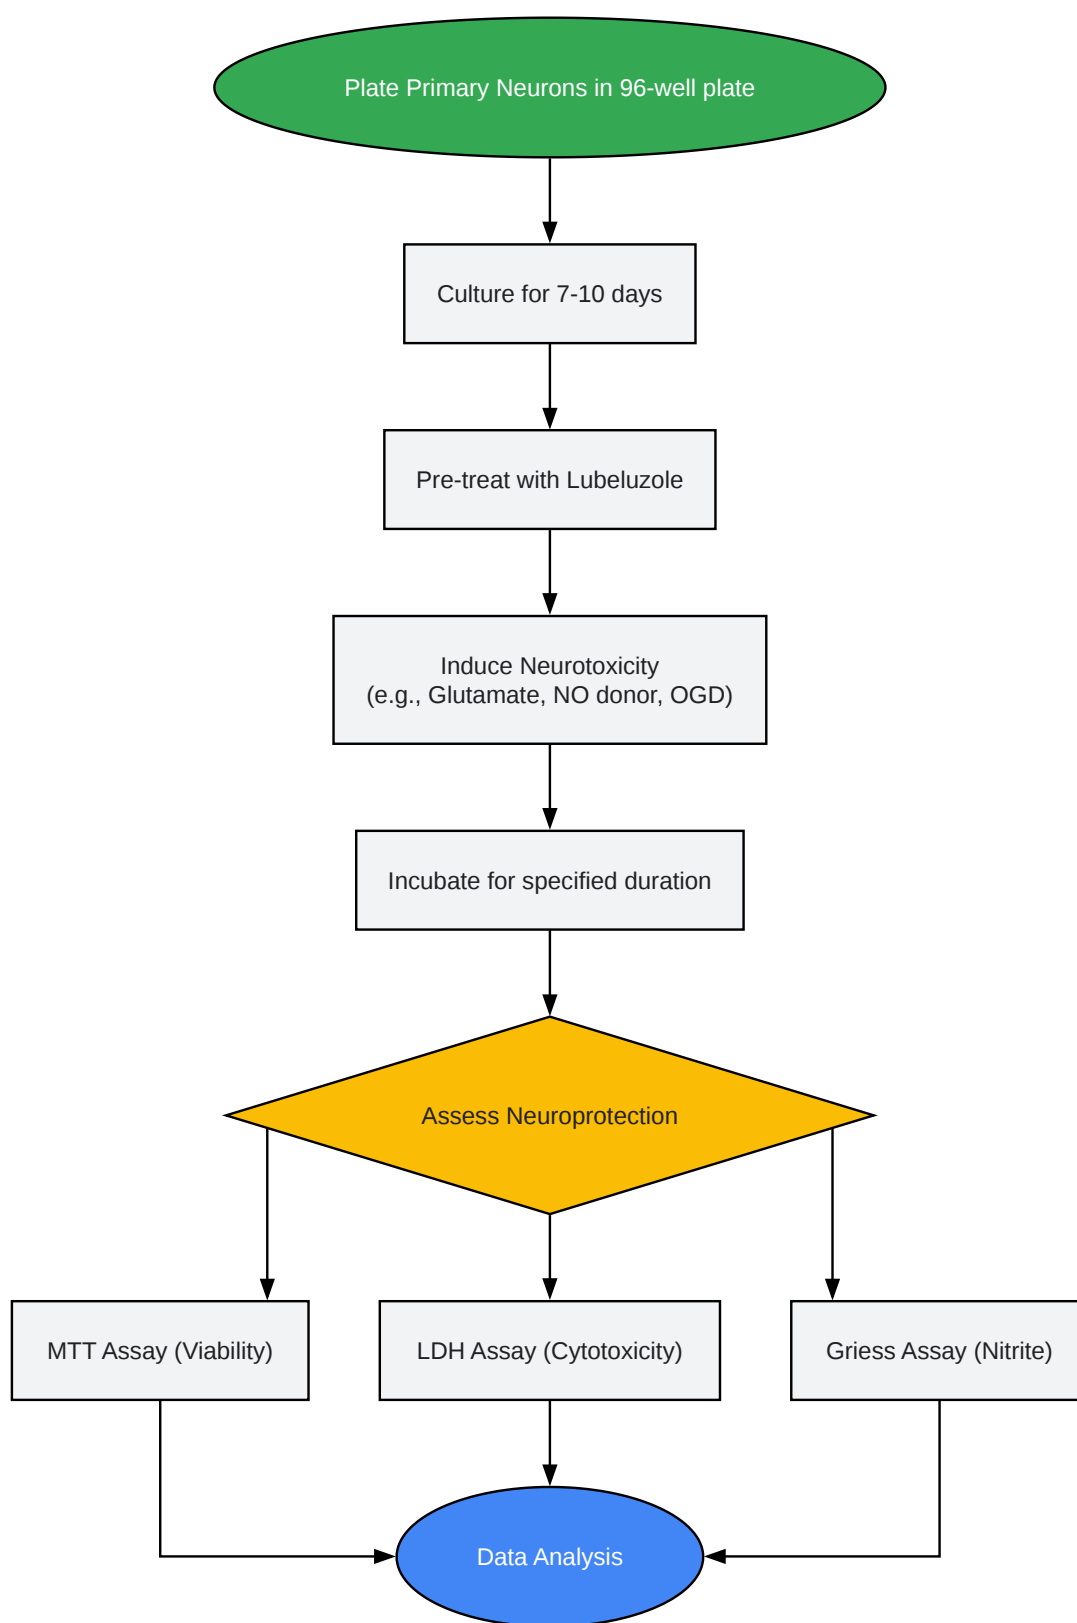 Plate Primary Neurons in 96-well plate
Culture for 7-10 days
Pre-treat with Lubeluzole
Induce Neurotoxicity
(e.g., Glutamate, NO donor, OGD)
Incubate for specified duration
Assess Neuroprotection
MTT Assay (Viability)
LDH Assay (Cytotoxicity)
Griess Assay (Nitrite)
Data Analysis